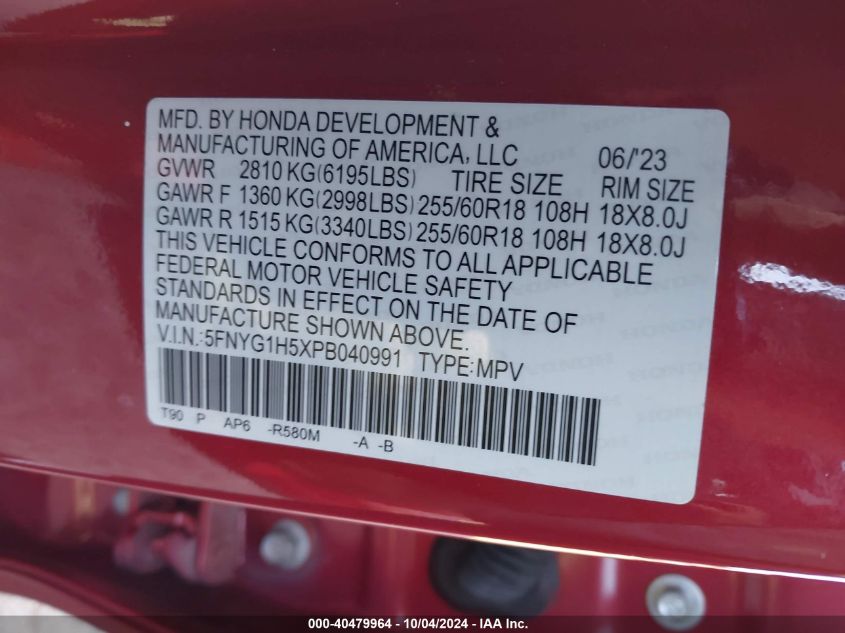 MFD. BY HONDA DEVELOPMENT &
MANUFACTURING OF AMERICA, LLC 06/'23
GVWR 2810 KG(6195LBS) TIRE SIZE RIM SIZE
GAWR F 1360 KG(2998LBS) 255/60R18 108H 18X8.0J
GAWR R 1515 KG(3340LBS) 255/60R18 108H 18X8.0J
THIS VEHICLE CONFORMS TO ALL APPLICABLE
FEDERAL MOTOR VEHICLE SAFETY
STANDARDS IN EFFECT ON THE DATE OF
MANUFACTURE SHOWN ABOVE.
V.I.N.:5FNYG1H5XPB040991 TYPE:MPV
T90 P AP6 -R580M -A -B
000-40479964 - 10/04/2024 - IAA Inc.